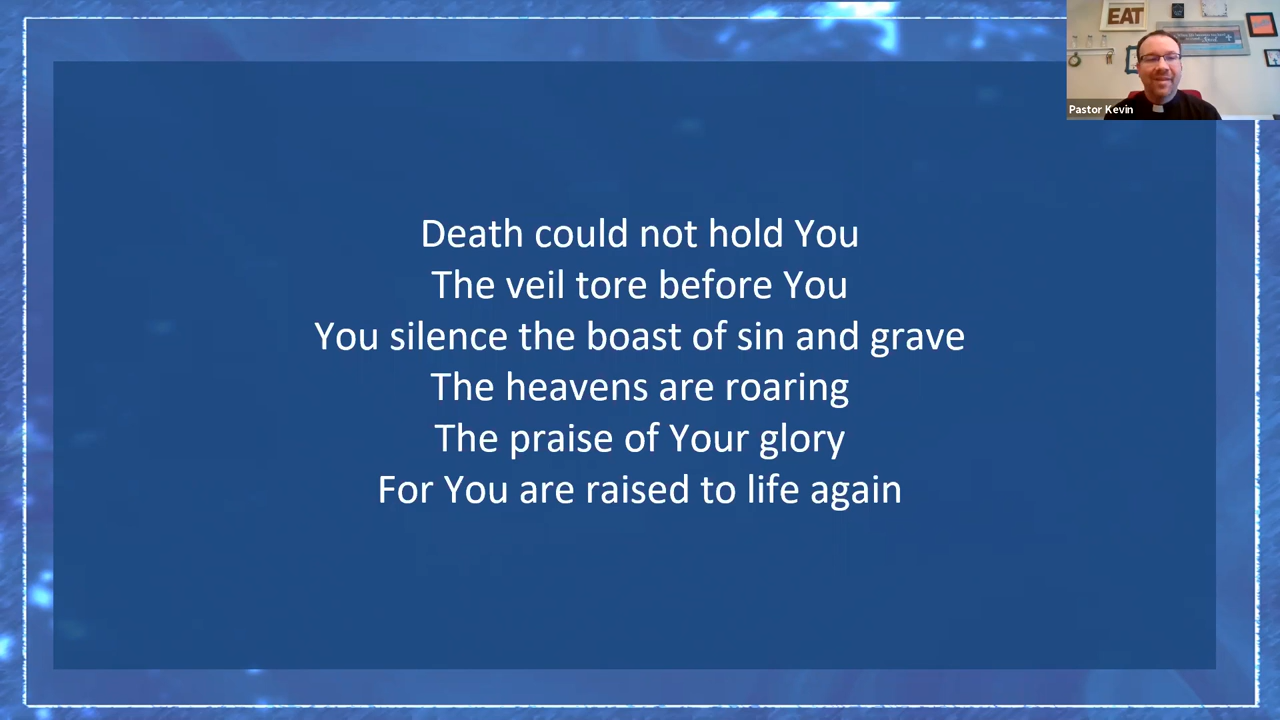 EAT
Pastor Kevin
Death could not hold You
The veil tore before You
You silence the boast of sin and grave
The heavens are roaring
The praise of Your glory
For You are raised to life again